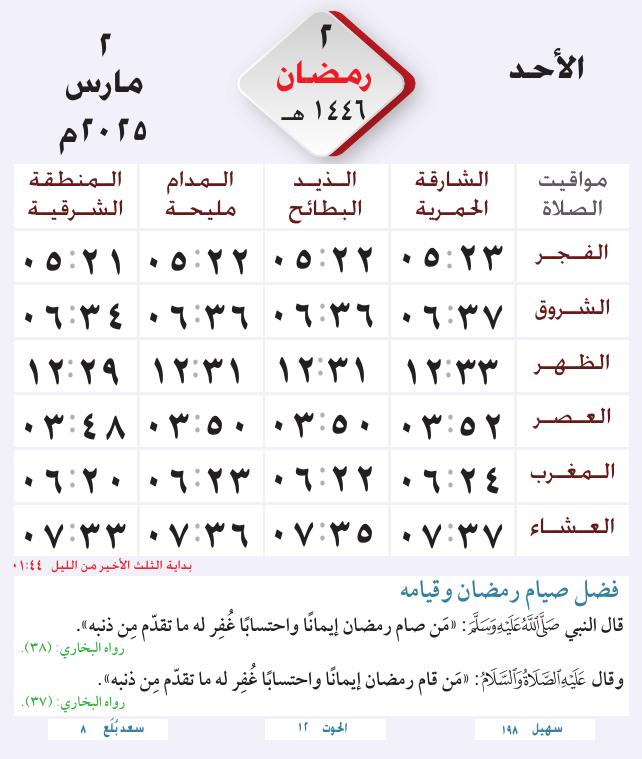 الأحد
٢
رمضان
١٤٤٦ هـ
٢
مارس
٢٠٢٥م
مواقيت الصلاة | الشارقة الحمرية | الذيد البطائح | المدام مليحة | المنطقة الشرقية
الفجر ٠٥:٢٣ ٠٥:٢٢ ٠٥:٢٢ ٠٥:٢١
الشروق ٠٦:٣٧ ٠٦:٣٦ ٠٦:٣٦ ٠٦:٣٤
الظهر ١٢:٣٣ ١٢:٣١ ١٢:٣١ ١٢:٢٩
العصر ٠٣:٥٢ ٠٣:٥٠ ٠٣:٥٠ ٠٣:٤٨
المغرب ٠٦:٢٤ ٠٦:٢٢ ٠٦:٢٣ ٠٦:٢٠
العشاء ٠٧:٣٧ ٠٧:٣٥ ٠٧:٣٦ ٠٧:٣٣
بداية الثلث الأخير من الليل ٠١:٤٤
فضل صيام رمضان وقيامه
قال النبي صَلَّى اللَّهُ عَلَيْهِ وَسَلَّمَ: «مَن صام رمضان إيمانًا واحتسابًا غُفِر له ما تقدّم مِن ذنبه».
رواه البخاري: (٣٨).
وقال عَلَيْهِ الصَّلَاةُ وَالسَّلَامُ: «مَن قام رمضان إيمانًا واحتسابًا غُفِر له ما تقدّم مِن ذنبه».
رواه البخاري: (٣٧).
سهيل ١٩٨ الحوت ١٢ سعد بُلَع ٨